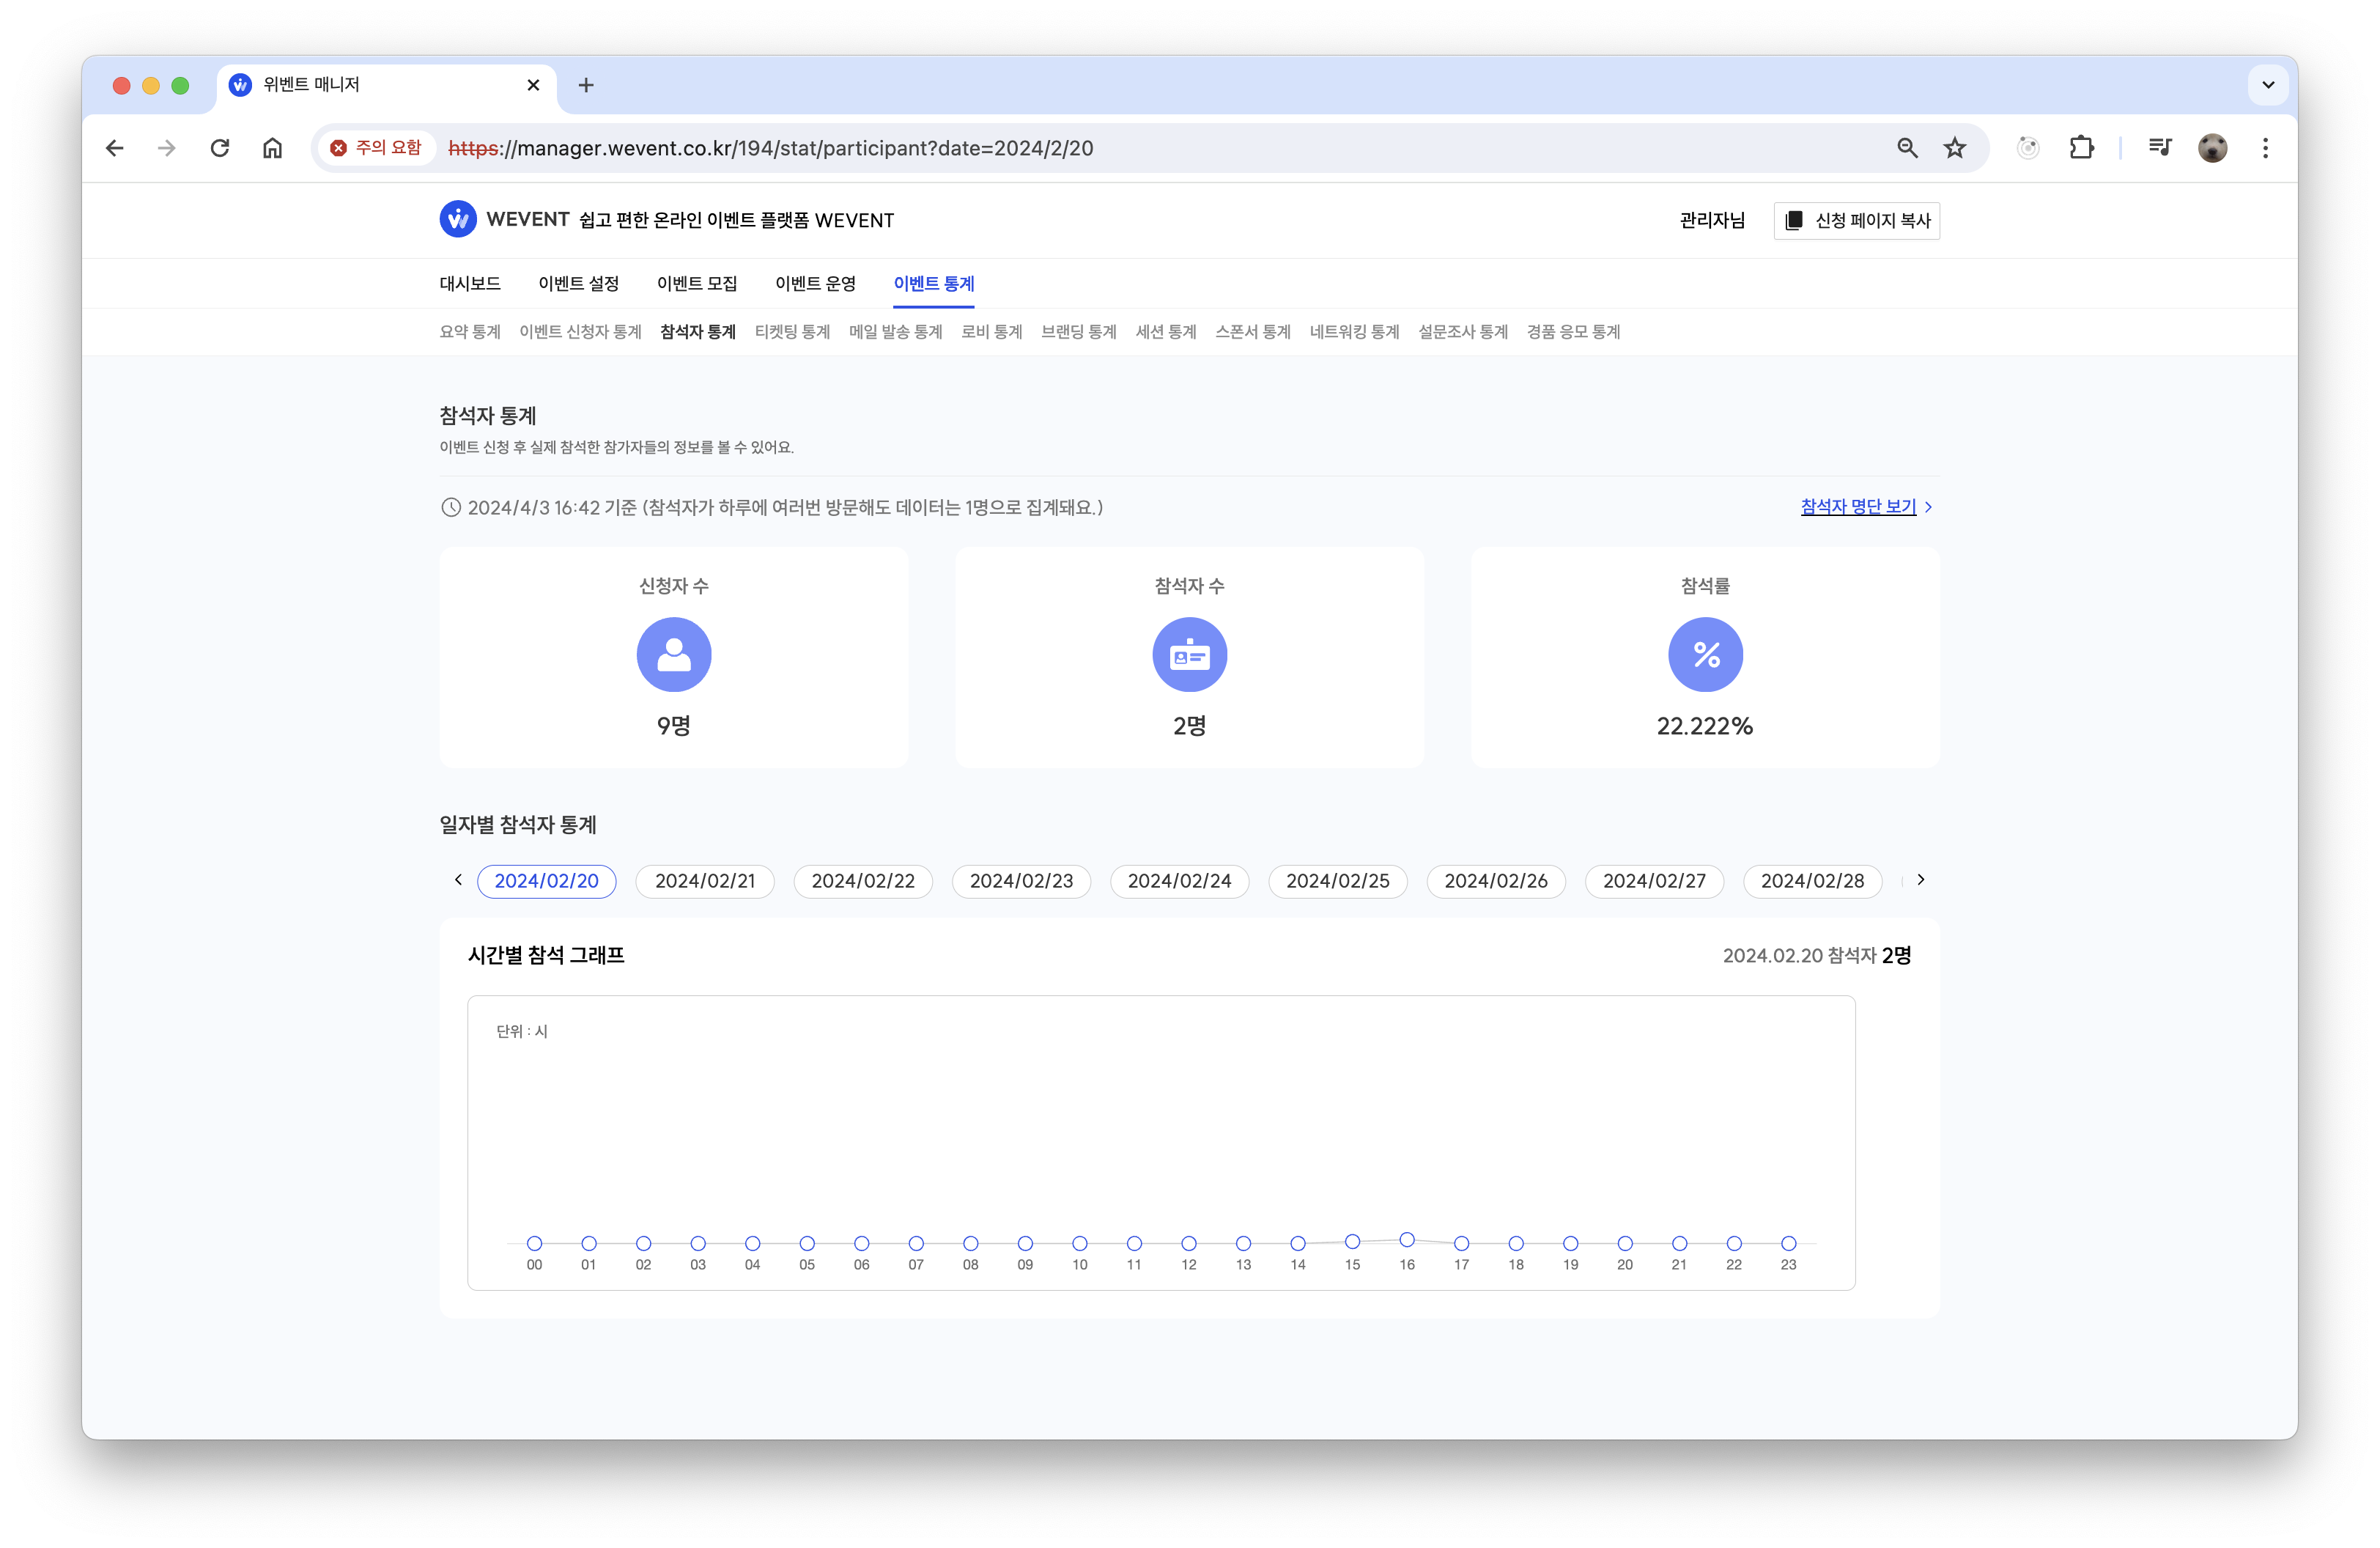 위벤트 매니저
주의 요함 https://manager.wevent.co.kr/194/stat/participant?date=2024/2/20
WEVENT 쉽고 편한 온라인 이벤트 플랫폼 WEVENT 관리자님 신청 페이지 복사
대시보드 이벤트 설정 이벤트 모집 이벤트 운영 이벤트 통계
요약 통계 이벤트 신청자 통계 참석자 통계 티켓팅 통계 메일 발송 통계 로비 통계 브랜딩 통계 세션 통계 스폰서 통계 네트워킹 통계 설문조사 통계 경품 응모 통계
참석자 통계
이벤트 신청 후 실제 참석한 참가자들의 정보를 볼 수 있어요.
2024/4/3 16:42 기준 (참석자가 하루에 여러번 방문해도 데이터는 1명으로 집계돼요.) 참석자 명단 보기
신청자 수 참석자 수 참석률
%
9명 2명 22.222%
일자별 참석자 통계
2024/02/20 2024/02/21 2024/02/22 2024/02/23 2024/02/24 2024/02/25 2024/02/26 2024/02/27 2024/02/28
시간별 참석 그래프 2024.02.20 참석자 2명
단위 : 시
00 01 02 03 04 05 06 07 08 09 10 11 12 13 14 15 16 17 18 19 20 21 22 23